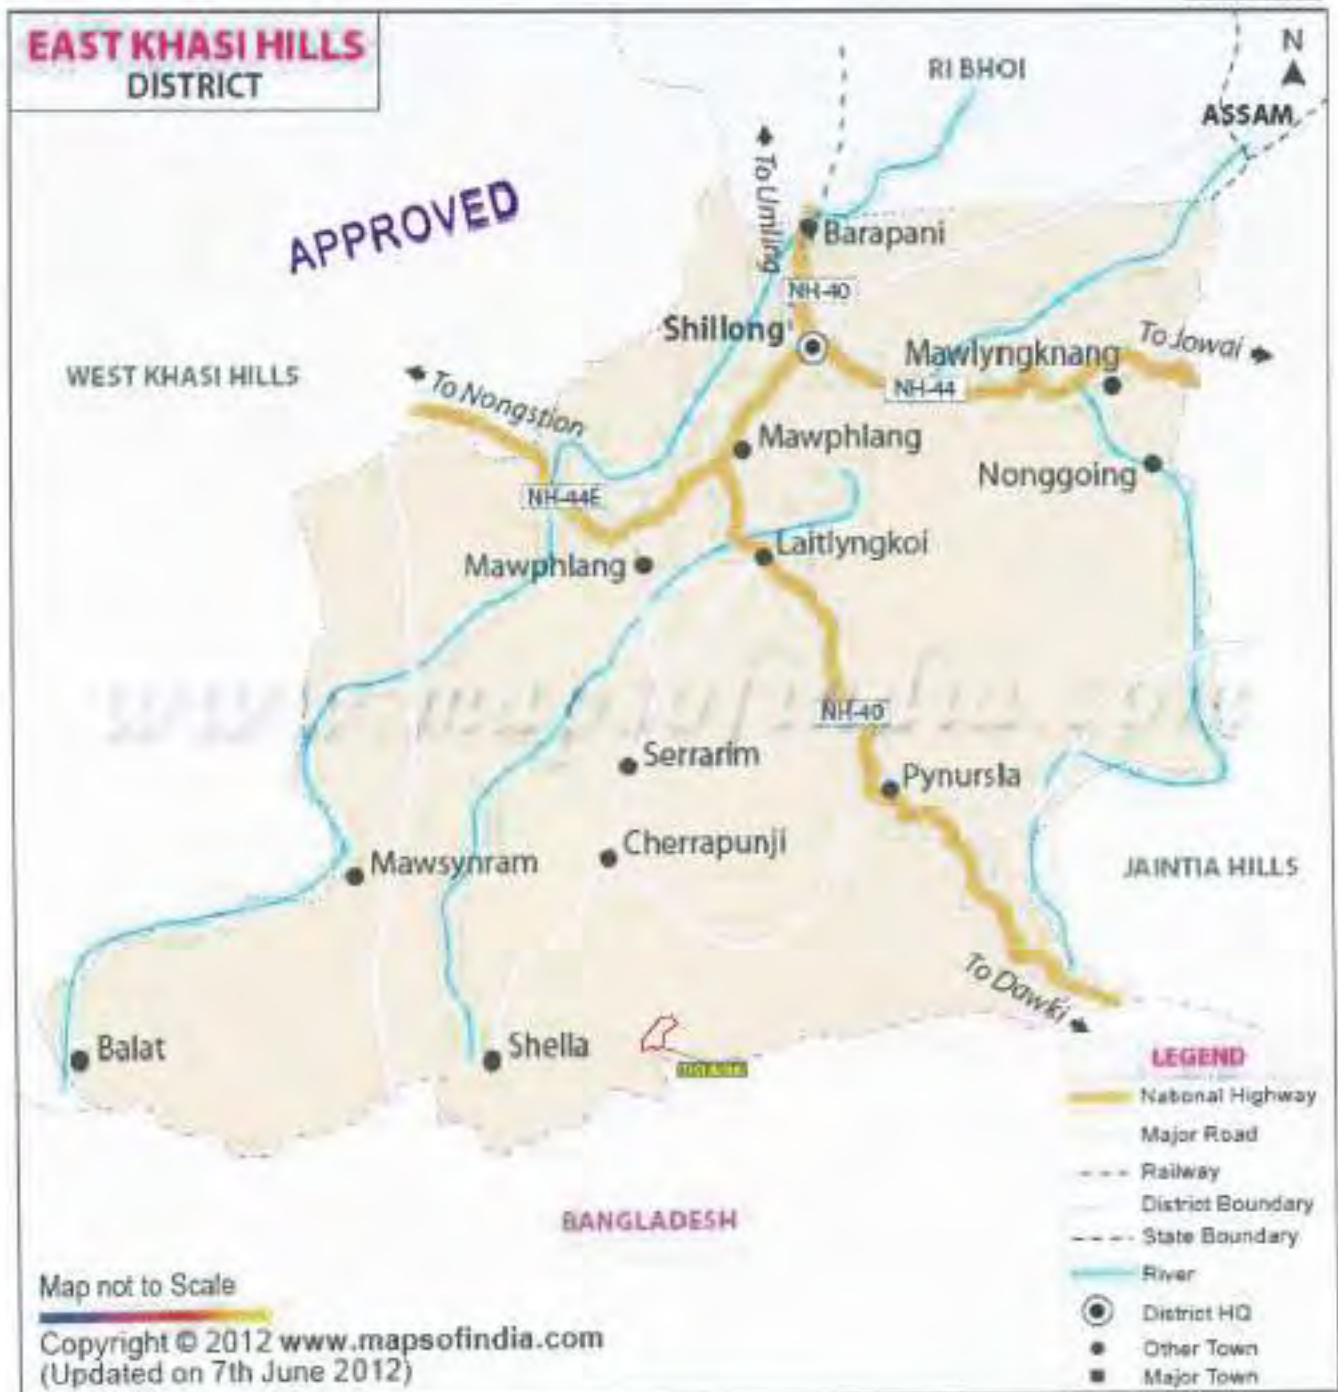 EAST KHASI HILLS
DISTRICT
N
RI BHOI
ASSAM
APPROVED
To Umling
Barapani
NH-40
Shillong
Mawlyngknang
To Jowai
WEST KHASI HILLS
To Nongstion
NH-44
Mawphlang
Nonggoing
NH-44E
Laitlyngkoi
Mawphlang
NH-40
Serrarim
Pynursla
Cherrapunji
Mawsynram
JAINTIA HILLS
To Dawki
Balat
Shella
LEGEND
National Highway
Major Road
Railway
District Boundary
State Boundary
River
District HQ
Other Town
Major Town
BANGLADESH
Map not to Scale
Copyright © 2012 www.mapsofindia.com
(Updated on 7th June 2012)